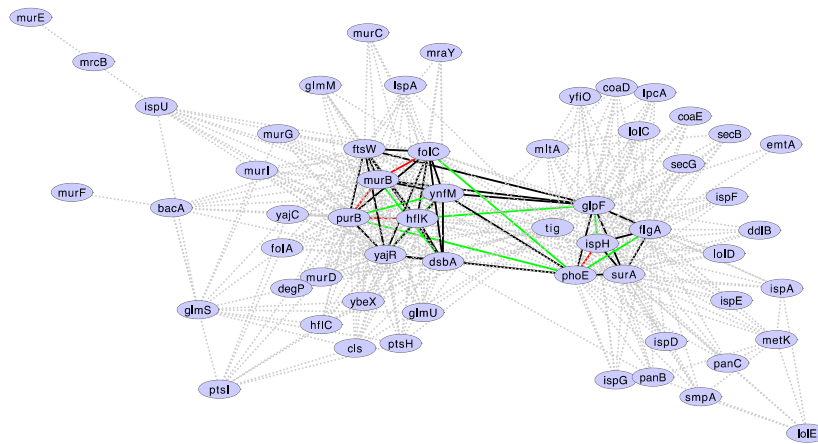 murE
murC
mrcB
mraY
glmM
lspA
coaD
yfiO
lpcA
ispU
coaE
murG
lolC
secB
emtA
ftsW
folC
mltA
secG
murI
murB
murF
ynfM
ispF
bacA
yajC
purB
hflK
glpF
tig
flgA
ddlB
folA
ispH
yajR
dsbA
lolD
murD
phoE
surA
degP
ispA
ybeX
ispE
glmS
hflC
glmU
cls
ptsH
ispD
metK
panC
ptsI
ispG
panB
smpA
lolE